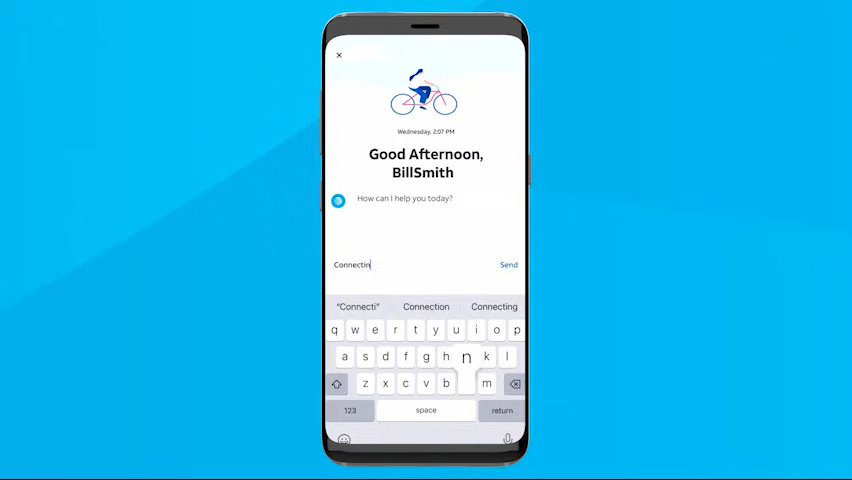 Wednesday, 2:07 PM
Good Afternoon,
BillSmith
How can I help you today?
Connectin
Send
"Connecti" Connection Connecting
q w e r t y u i o p
a s d f g h n k l
z x c v b m
123 space return